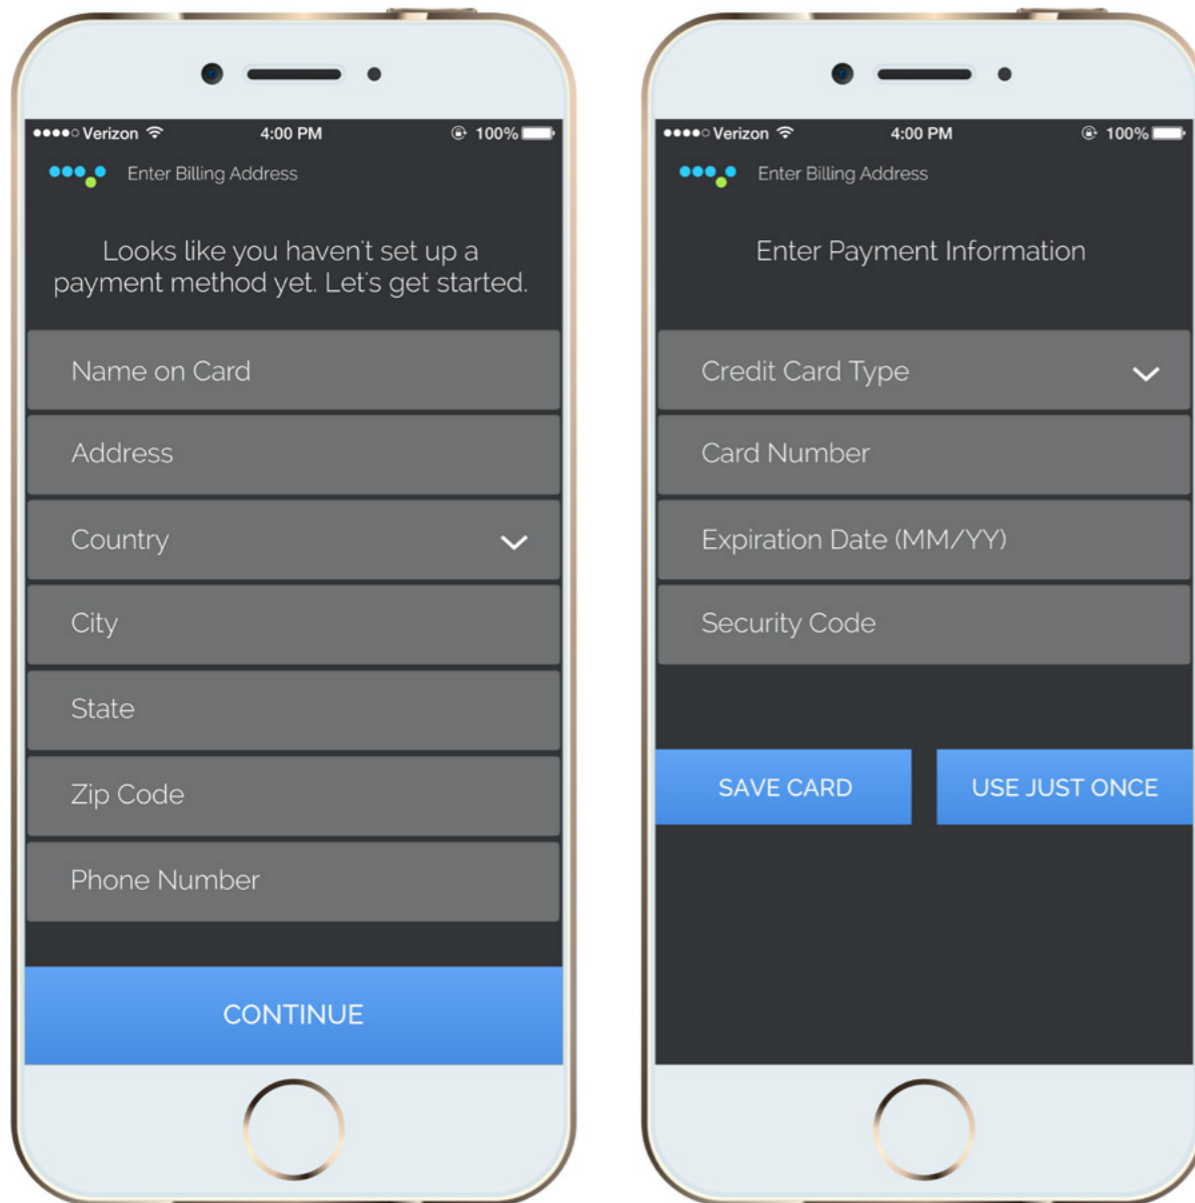 Verizon 4:00 PM 100%
Enter Billing Address
Looks like you haven't set up a
payment method yet. Let's get started.
Name on Card
Address
Country
City
State
Zip Code
Phone Number
CONTINUE
Verizon 4:00 PM 100%
Enter Billing Address
Enter Payment Information
Credit Card Type
Card Number
Expiration Date (MM/YY)
Security Code
SAVE CARD
USE JUST ONCE